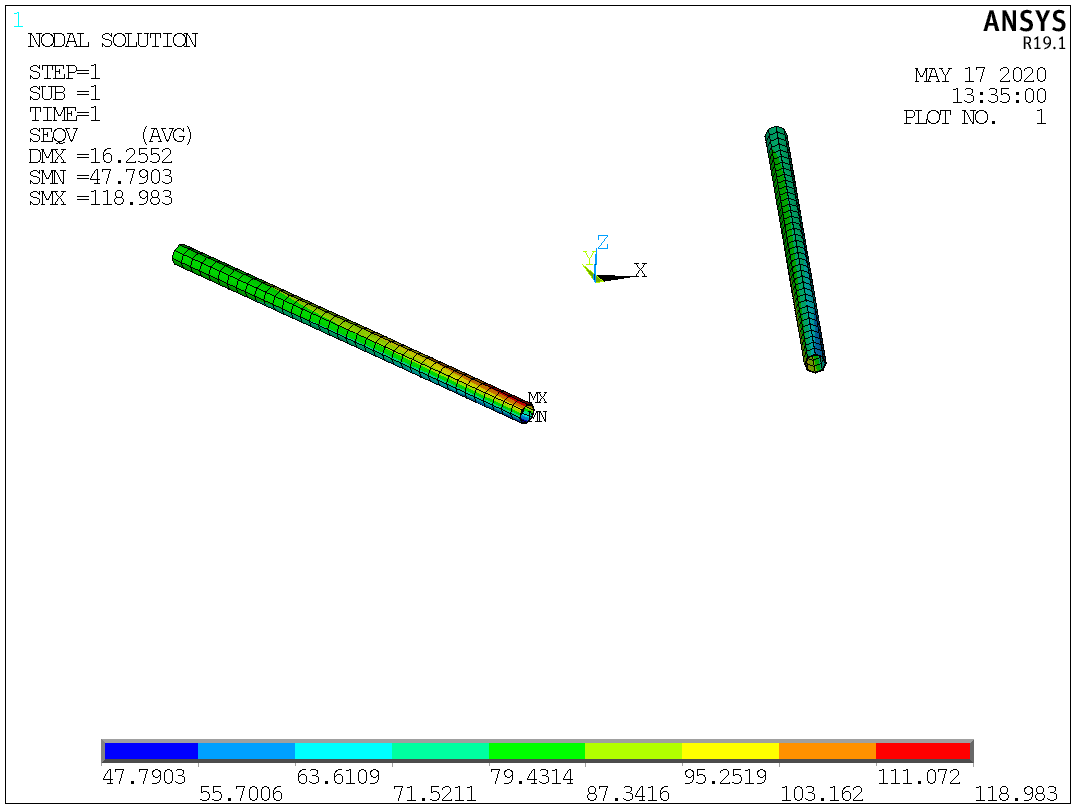 1
ANSYS
R19.1
NODAL SOLUTION
STEP=1
SUB =1
TIME=1
SEQV (AVG)
DMX =16.2552
SMN =47.7903
SMX =118.983
MAY 17 2020
13:35:00
PLOT NO. 1
Z
Y
X
MX
MN
47.7903 63.6109 79.4314 95.2519 111.072
55.7006 71.5211 87.3416 103.162 118.983